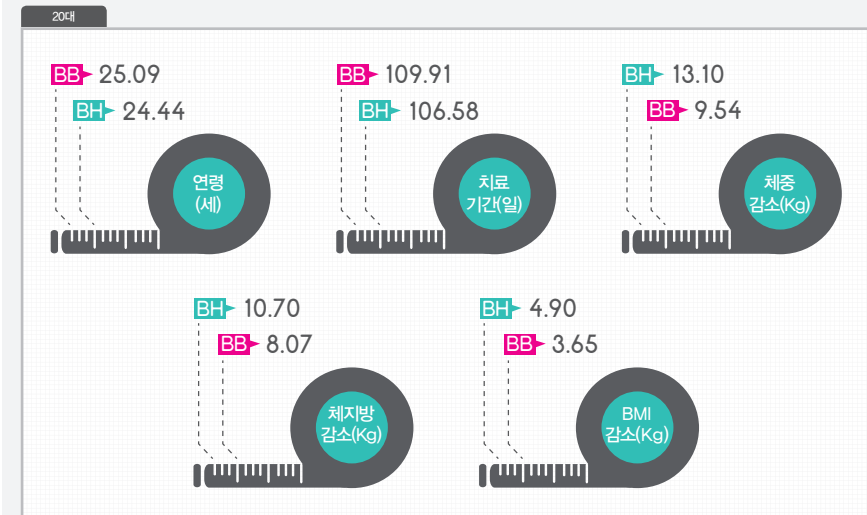 20대
BB 25.09
BH 24.44
연령
(세)
BB 109.91
BH 106.58
치료
기간(일)
BH 13.10
BB 9.54
체중
감소(Kg)
BH 10.70
BB 8.07
체지방
감소(Kg)
BH 4.90
BB 3.65
BMI
감소(Kg)